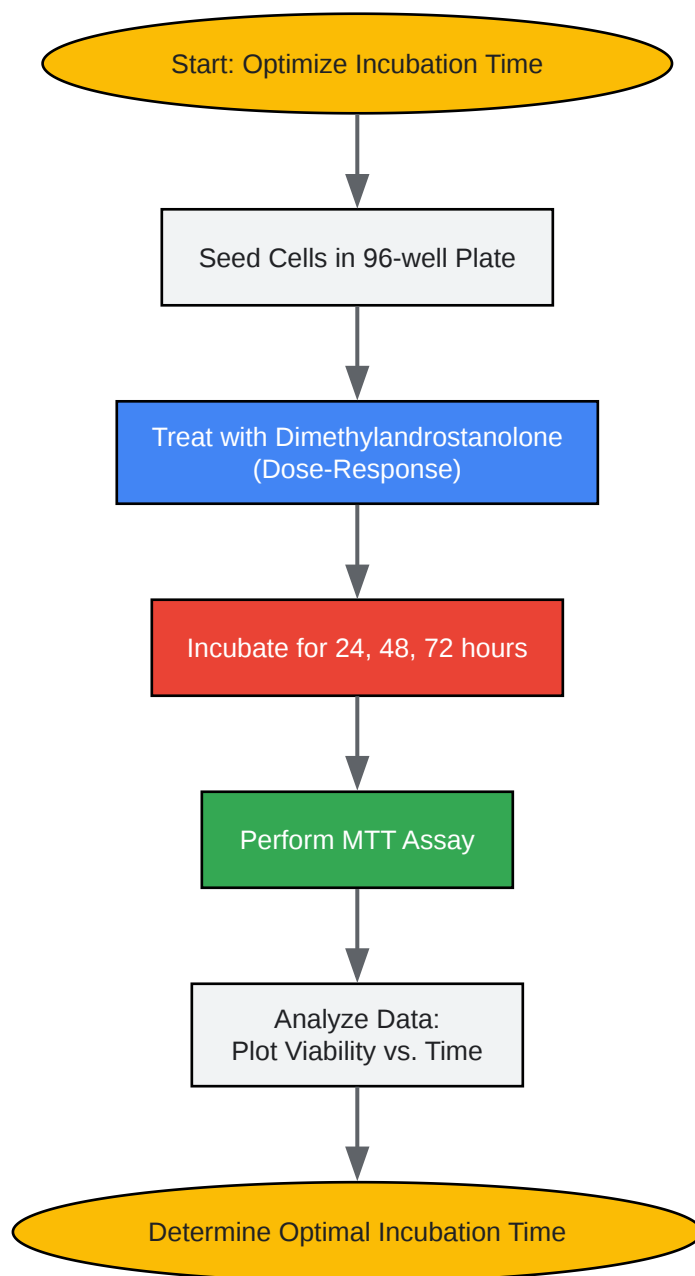 Start: Optimize Incubation Time
Seed Cells in 96-well Plate
Treat with Dimethylandrostanolone
(Dose-Response)
Incubate for 24, 48, 72 hours
Perform MTT Assay
Analyze Data:
Plot Viability vs. Time
Determine Optimal Incubation Time